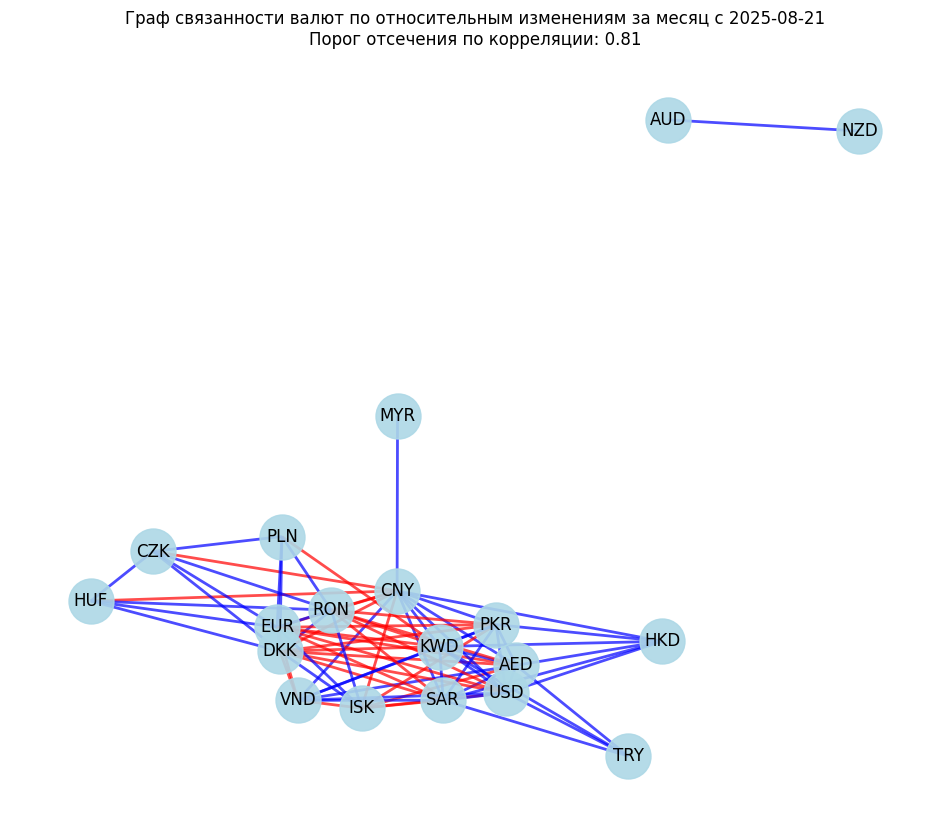 Граф связанности валют по относительным изменениям за месяц с 2025-08-21
Порог отсечения по корреляции: 0.81
AUD
NZD
MYR
PLN
CZK
CNY
HUF
RON
EUR
PKR
HKD
KWD
DKK
AED
USD
VND
SAR
ISK
TRY